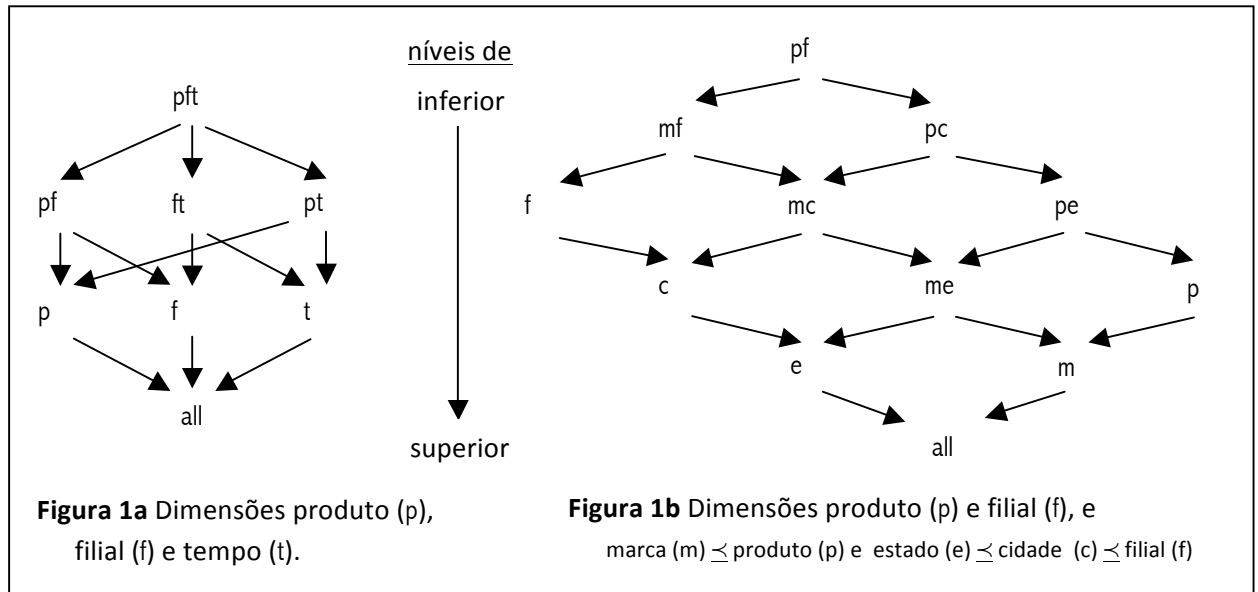 níveis de
inferior
superior
pft
pf ft pt
p f t
all
pf
mf pc
f mc pe
c me p
e m
all
Figura 1a Dimensões produto (p),
filial (f) e tempo (t).
Figura 1b Dimensões produto (p) e filial (f), e
marca (m) ≼ produto (p) e estado (e) ≼ cidade (c) ≼ filial (f)